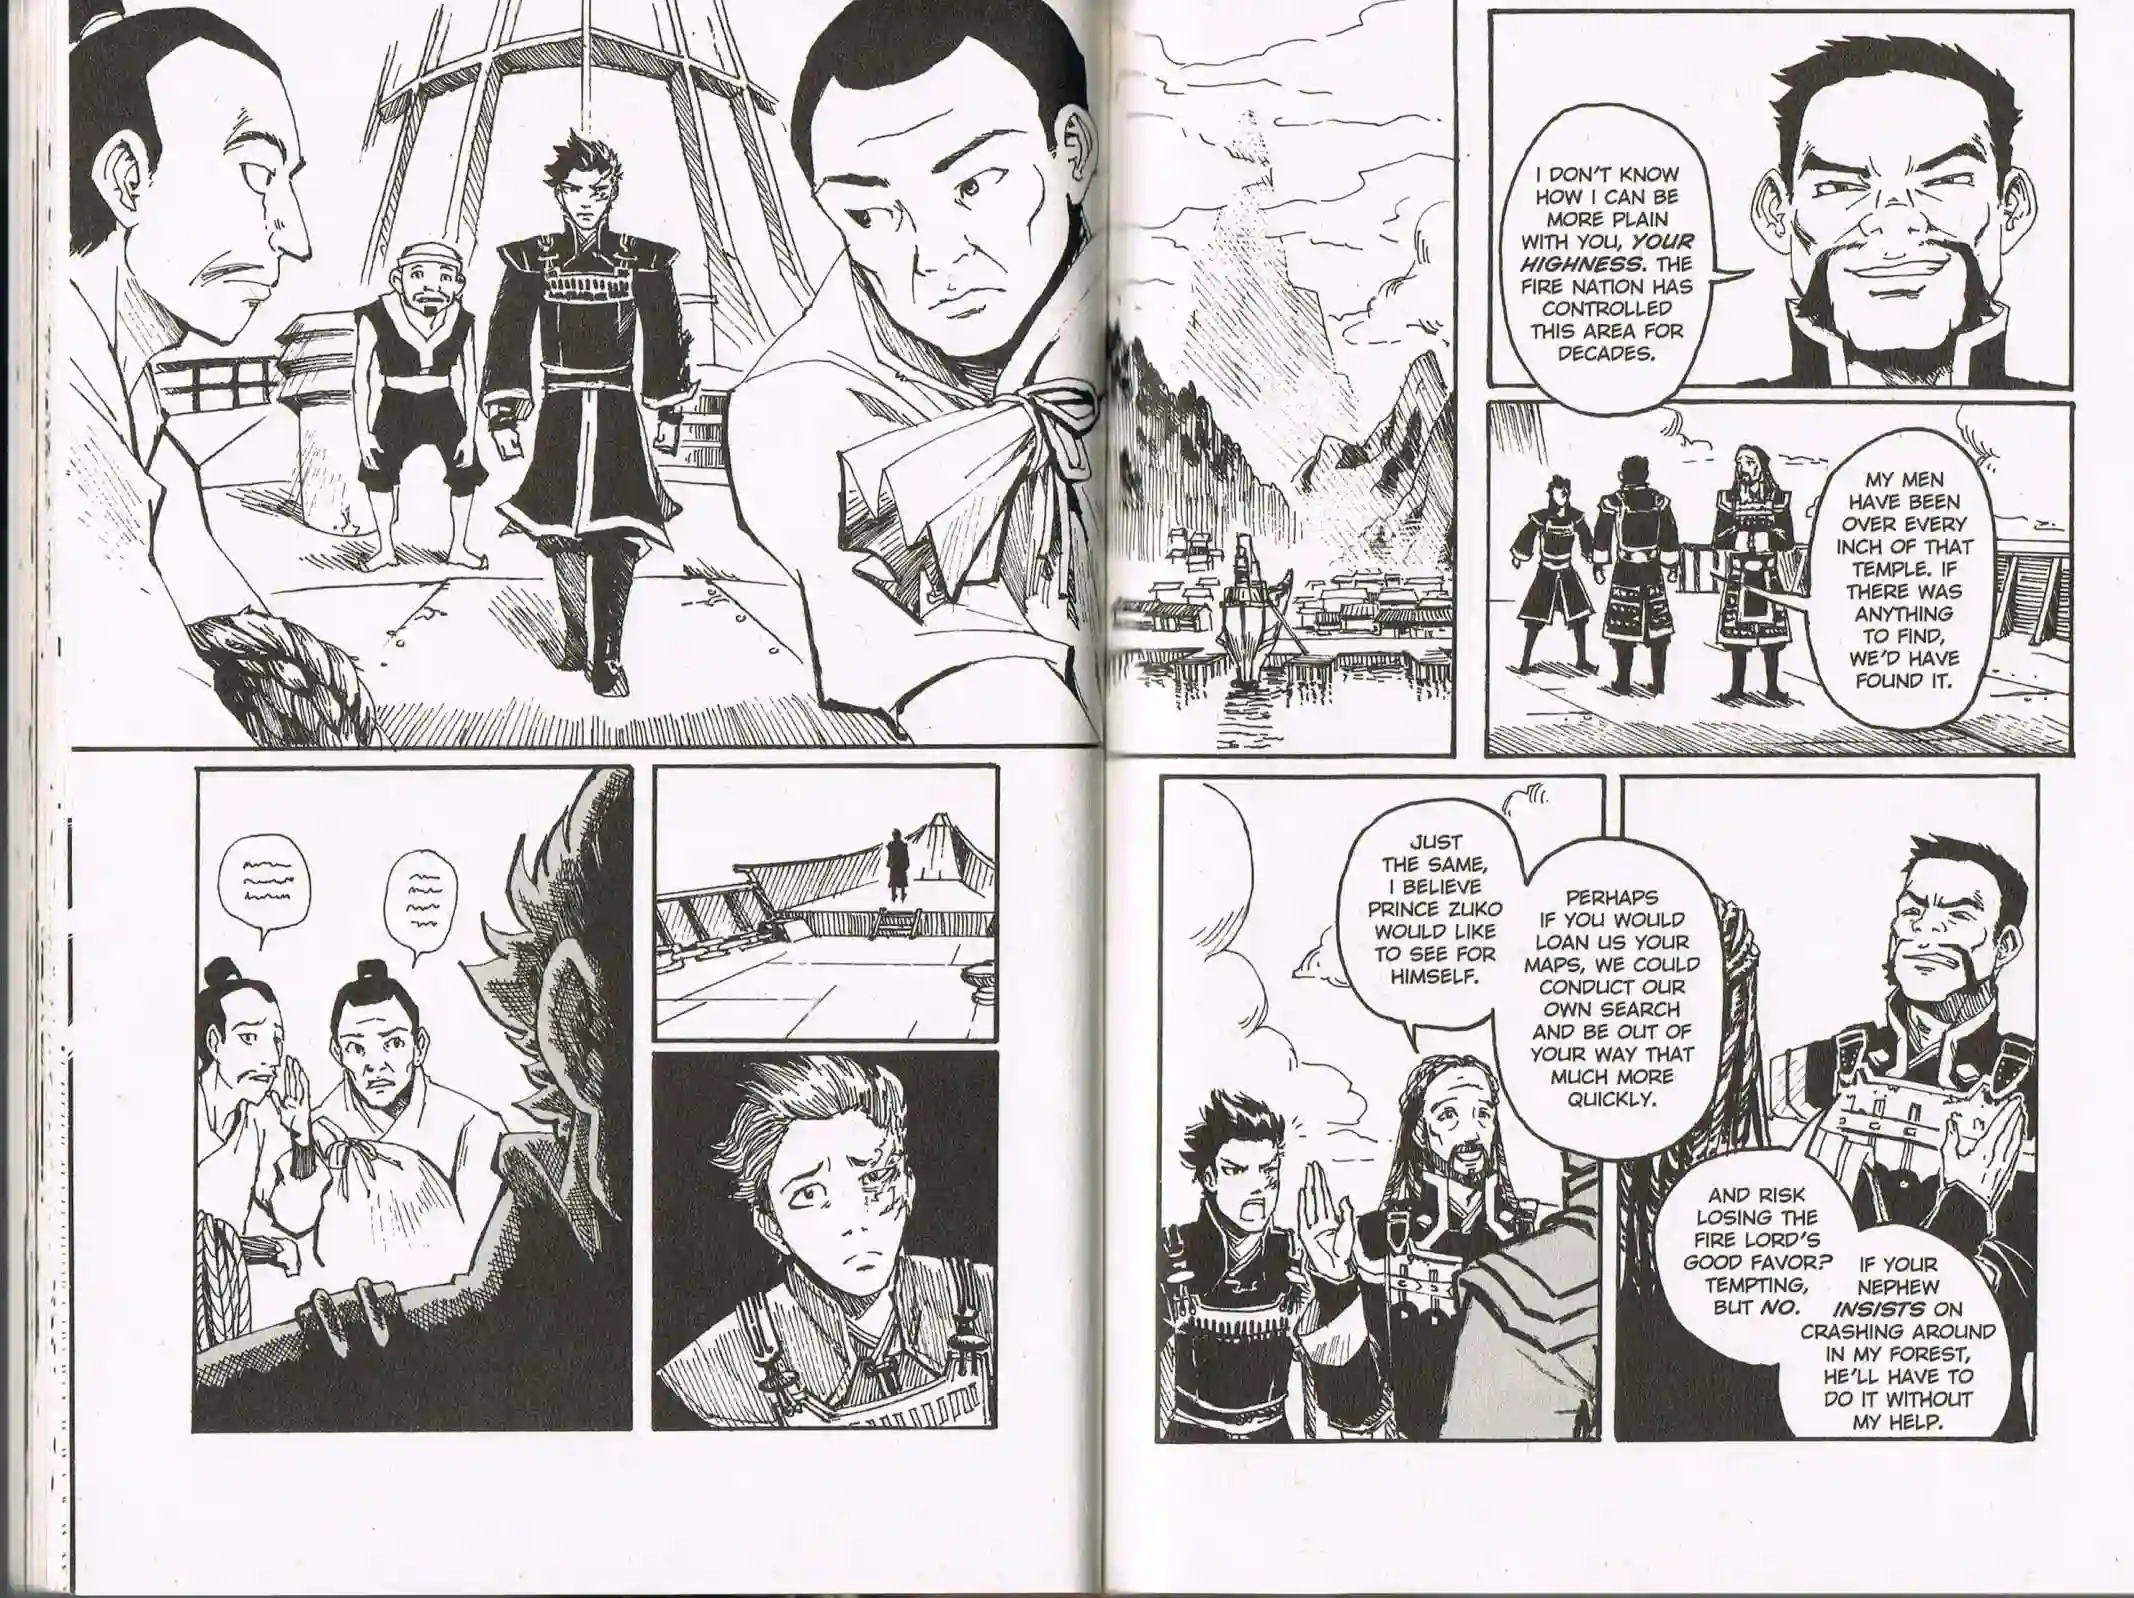 I DON'T KNOW
HOW I CAN BE
MORE PLAIN
WITH YOU, YOUR
HIGHNESS. THE
FIRE NATION HAS
CONTROLLED
THIS AREA FOR
DECADES.
MY MEN
HAVE BEEN
OVER EVERY
INCH OF THAT
TEMPLE. IF
THERE WAS
ANYTHING
TO FIND,
WE'D HAVE
FOUND IT.
JUST
THE SAME,
I BELIEVE
PRINCE ZUKO
WOULD LIKE
TO SEE FOR
HIMSELF.
PERHAPS
IF YOU WOULD
LOAN US YOUR
MAPS, WE COULD
CONDUCT OUR
OWN SEARCH
AND BE OUT OF
YOUR WAY THAT
MUCH MORE
QUICKLY.
AND RISK
LOSING THE
FIRE LORD'S
GOOD FAVOR?
TEMPTING,
BUT NO.
IF YOUR
NEPHEW
INSISTS ON
CRASHING AROUND
IN MY FOREST,
HE'LL HAVE TO
DO IT WITHOUT
MY HELP.